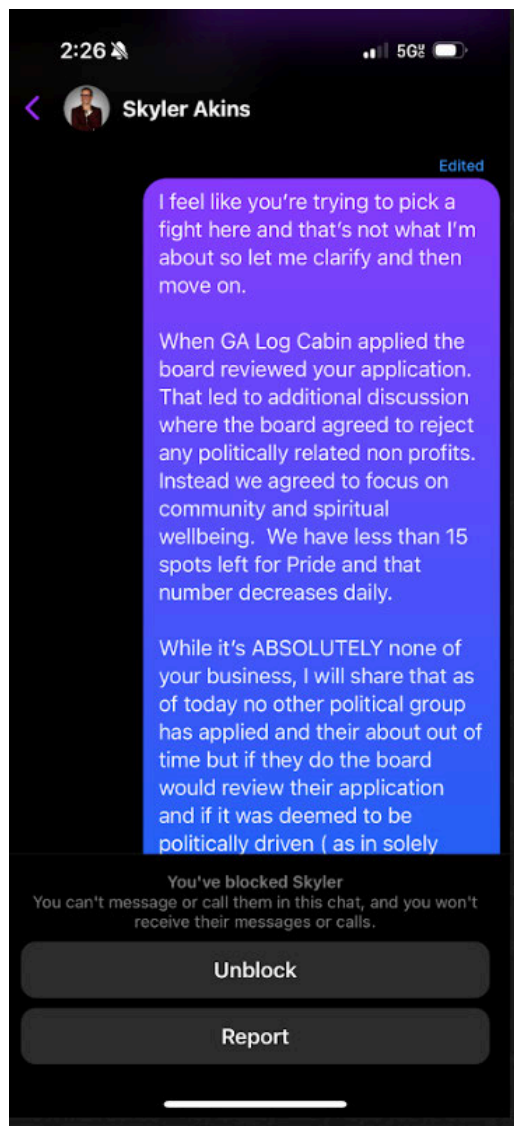 2:26
5G UC
Skyler Akins
Edited
I feel like you're trying to pick a
fight here and that's not what I'm
about so let me clarify and then
move on.
When GA Log Cabin applied the
board reviewed your application.
That led to additional discussion
where the board agreed to reject
any politically related non profits.
Instead we agreed to focus on
community and spiritual
wellbeing.  We have less than 15
spots left for Pride and that
number decreases daily.
While it's ABSOLUTELY none of
your business, I will share that as
of today no other political group
has applied and their about out of
time but if they do the board
would review their application
and if it was deemed to be
politically driven ( as in solely
You've blocked Skyler
You can't message or call them in this chat, and you won't
receive their messages or calls.
Unblock
Report